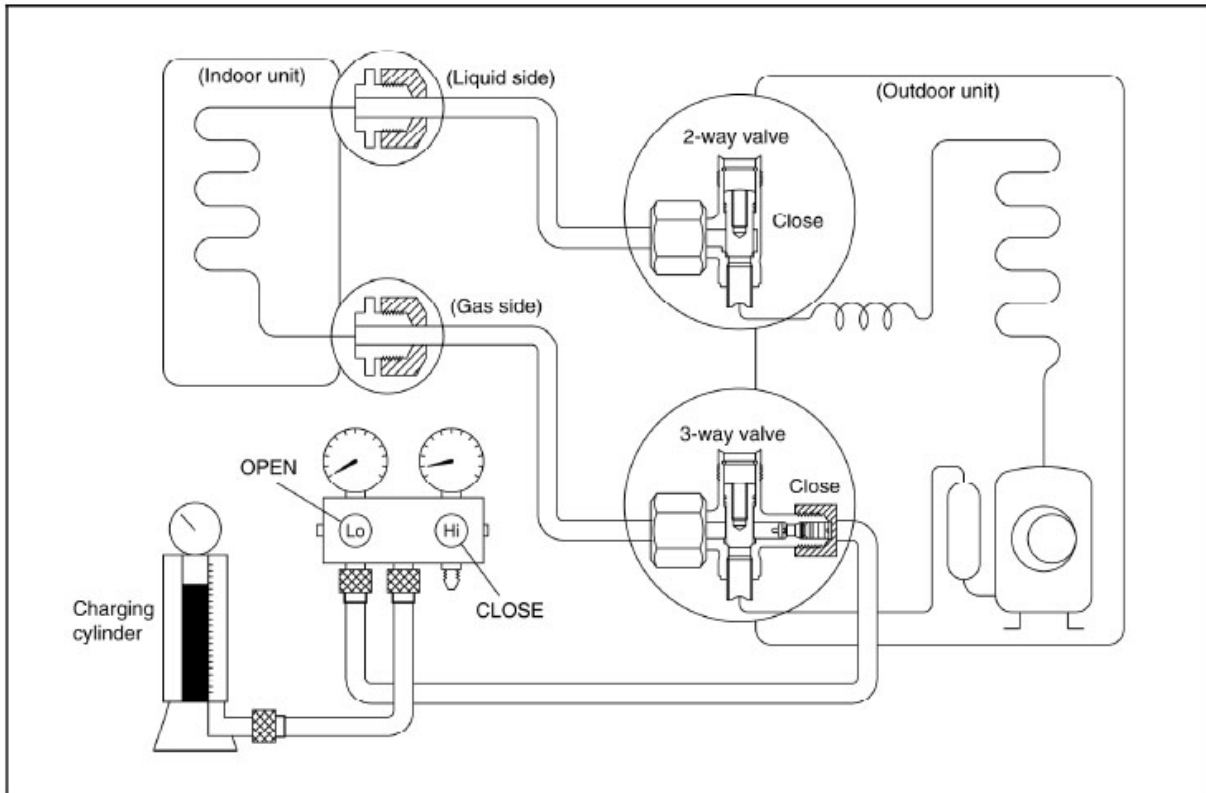 (Indoor unit)
(Liquid side)
(Outdoor unit)
2-way valve
Close
(Gas side)
3-way valve
Close
OPEN
Lo
Hi
CLOSE
Charging
cylinder